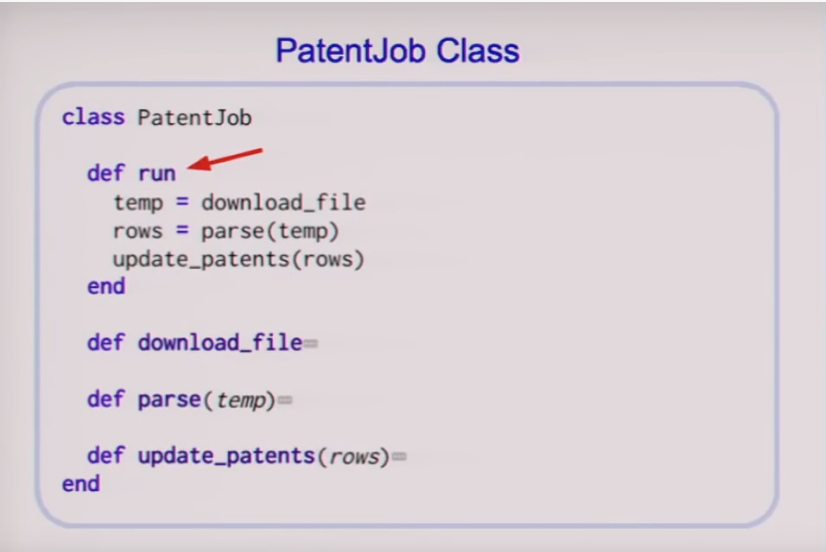 PatentJob Class
class PatentJob
def run
temp = download_file
rows = parse(temp)
update_patents(rows)
end
def download_file
def parse(temp)
def update_patents(rows)
end